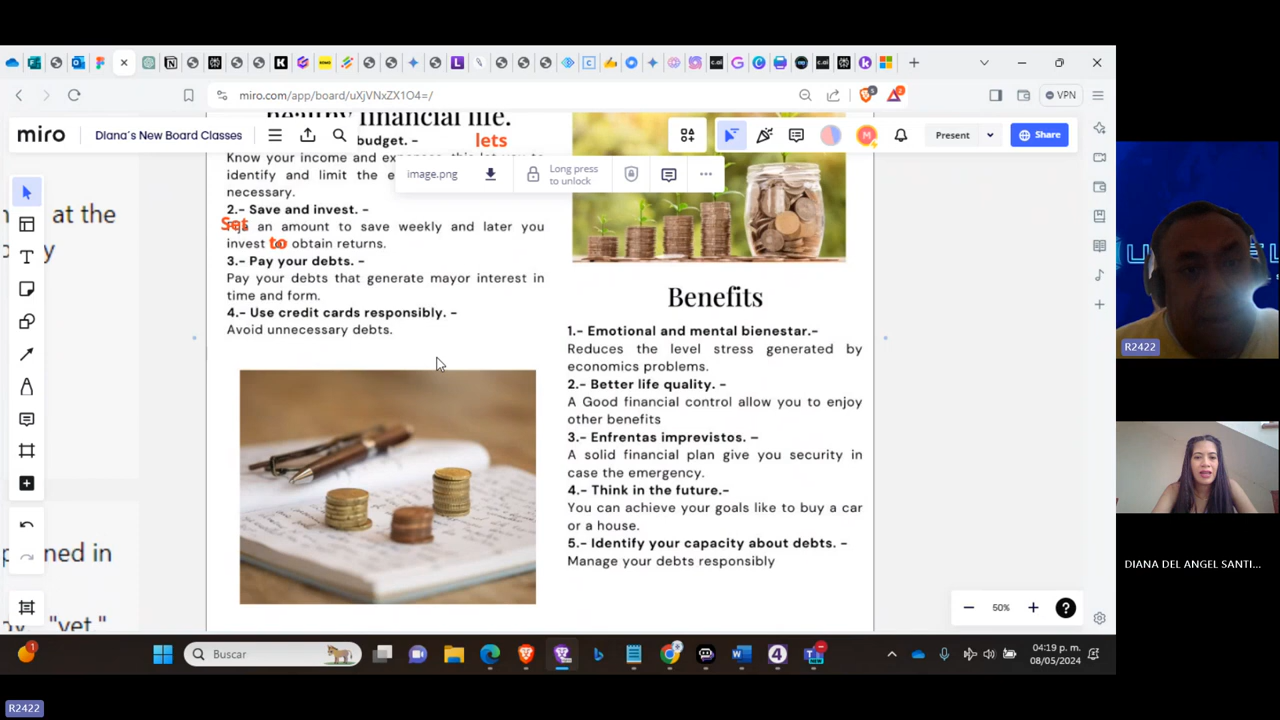 miro.com/app/board/uXjVNxZX1O4=/
VPN
miro
Diana's New Board Classes
Present
Share
healthy financial life.
budget. -
lets
Know your income and
identify and limit the
necessary.
image.png
Long press
to unlock
2.- Save and invest. -
Set
an amount to save weekly and later you
invest to obtain returns.
3.- Pay your debts. -
Pay your debts that generate mayor interest in
time and form.
4.- Use credit cards responsibly. -
Avoid unnecessary debts.
Benefits
1.- Emotional and mental bienestar.-
Reduces the level stress generated by
economics problems.
2.- Better life quality. -
A Good financial control allow you to enjoy
other benefits
3.- Enfrentas imprevistos. –
A solid financial plan give you security in
case the emergency.
4.- Think in the future.-
You can achieve your goals like to buy a car
or a house.
5.- Identify your capacity about debts. -
Manage your debts responsibly
at the
ned in
"yet."
50%
Buscar
04:19 p. m.
08/05/2024
R2422
DIANA DEL ANGEL SANTI...
R2422